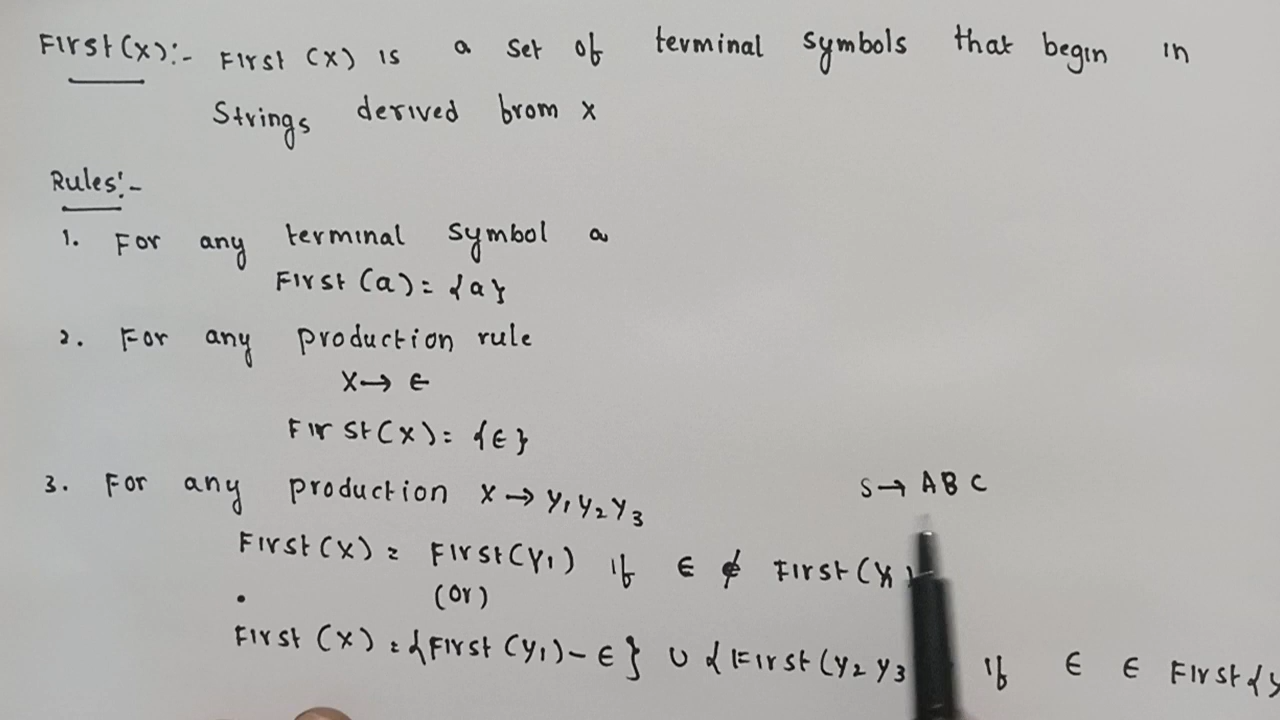 First(X):- First (X) is a set of terminal symbols that begin in
Strings derived from X
Rules:-
1. For any terminal symbol a
First(a)= {a}
2. For any production rule
X→ ϵ
First(X)= {ϵ}
3. For any production X→ Y1Y2Y3
S→ ABC
First(X) = First(Y1) if ϵ ∉ First(Y1
(or)
First (X) = {First (Y1) - ϵ} ∪ {First(Y2 Y3 if ϵ ∈ First{Y